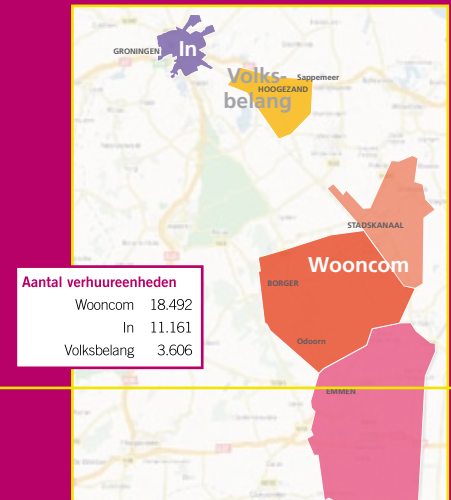 GRONINGEN
In
Volks-
belang
Sappemeer
HOOGEZAND
STADSKANAAL
Wooncom
BORGER
Odoorn
EMMEN
Aantal verhuureenheden
Wooncom 18.492
In 11.161
Volksbelang 3.606